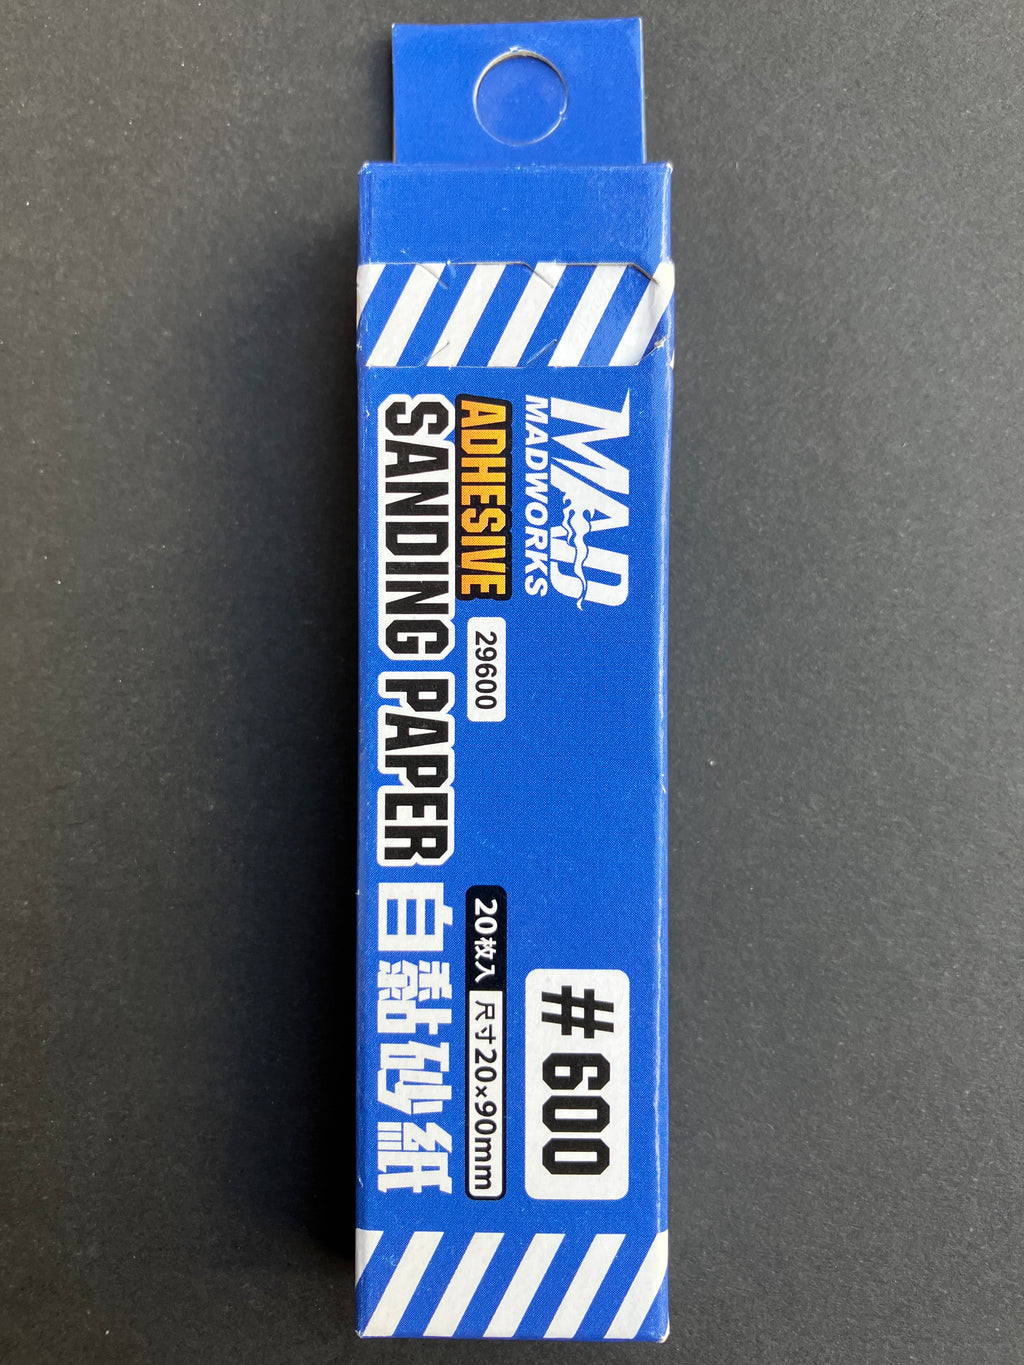 MAD
MADWORKS
#600
ADHESIVE
29600
20枚入 尺寸20×90mm
SANDING PAPER 自黏砂紙